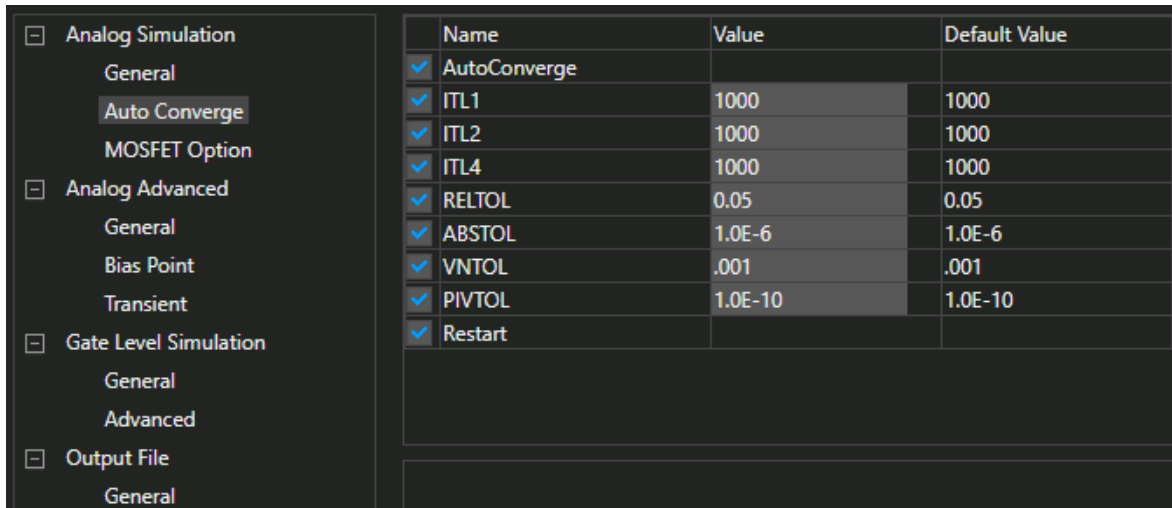 Analog Simulation
General
Auto Converge
MOSFET Option
Analog Advanced
General
Bias Point
Transient
Gate Level Simulation
General
Advanced
Output File
General
Name Value Default Value
AutoConverge
ITL1 1000 1000
ITL2 1000 1000
ITL4 1000 1000
RELTOL 0.05 0.05
ABSTOL 1.0E-6 1.0E-6
VNTOL .001 .001
PIVTOL 1.0E-10 1.0E-10
Restart